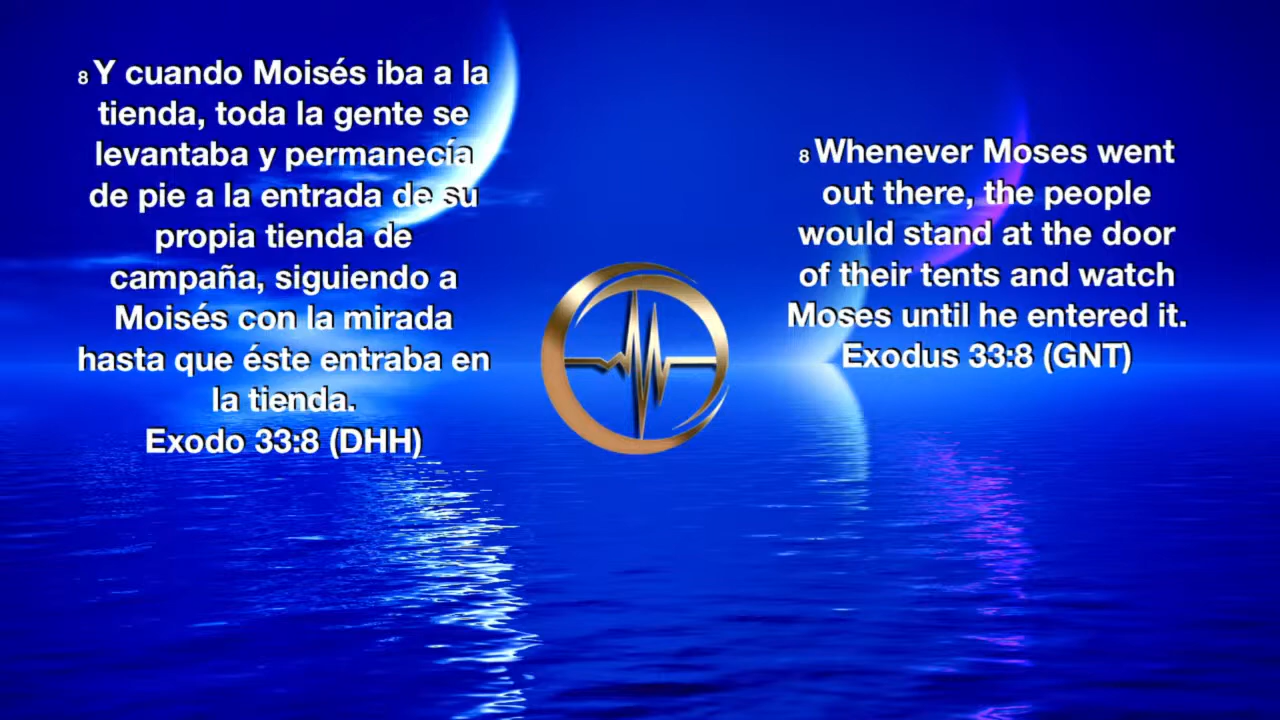 8 Y cuando Moisés iba a la
tienda, toda la gente se
levantaba y permanecía
de pie a la entrada de su
propia tienda de
campaña, siguiendo a
Moisés con la mirada
hasta que éste entraba en
la tienda.
Exodo 33:8 (DHH)
8 Whenever Moses went
out there, the people
would stand at the door
of their tents and watch
Moses until he entered it.
Exodus 33:8 (GNT)